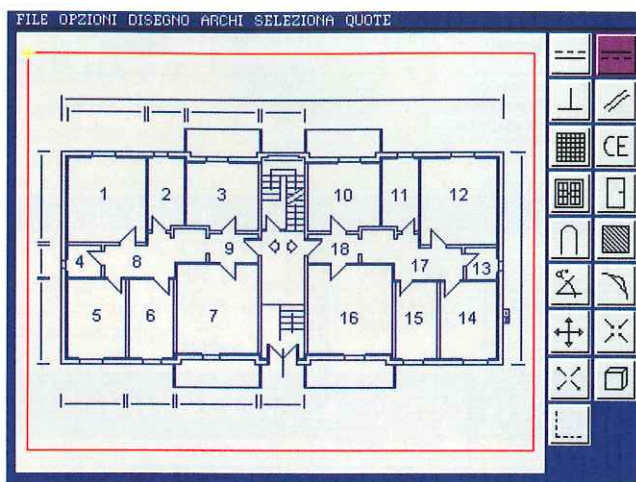 FILE OPZIONI DISEGNO ARCHI SELEZIONA QUOTE
CE
1 2 3 10 11 12
4 8 9 18 17 13
5 6 7 16 15 14